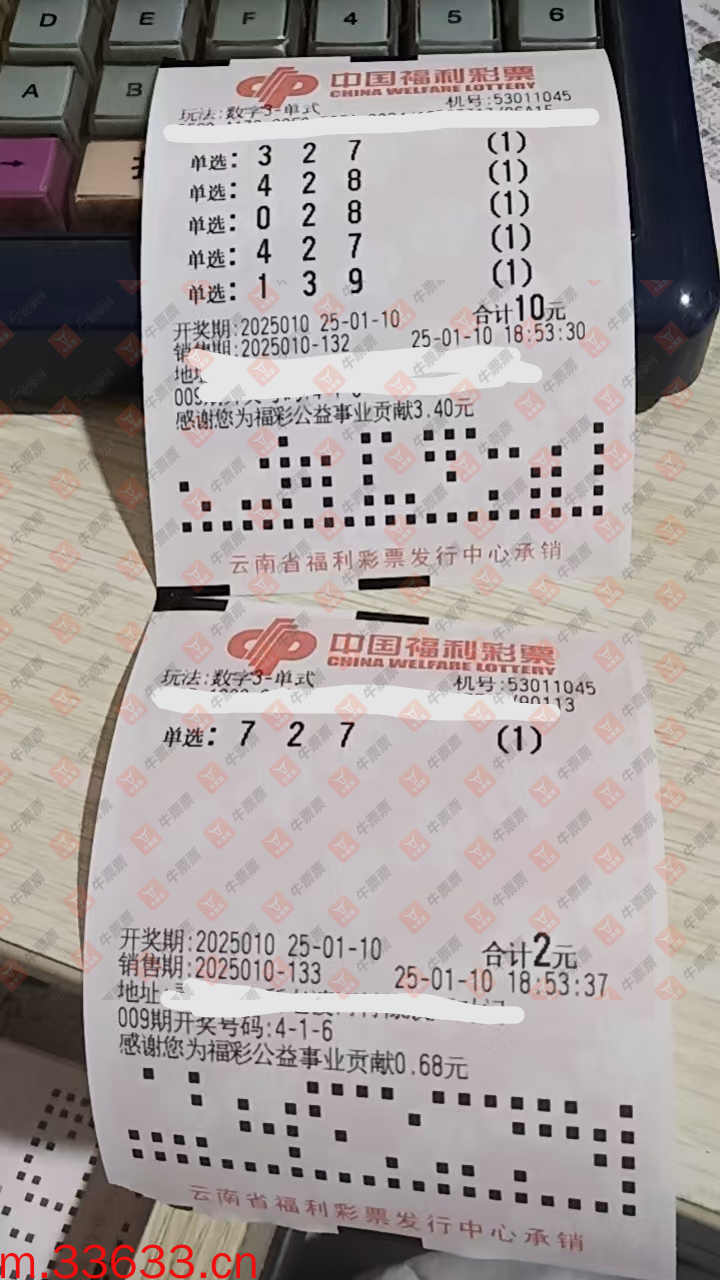 D E F 4 5 6
A B
中国福利彩票
CHINA WELFARE LOTTERY
玩法:数字3-单式 机号:53011045
单选: 3 2 7 (1)
单选: 4 2 8 (1)
单选: 0 2 8 (1)
单选: 4 2 7 (1)
单选: 1 3 9 (1)
合计10元
开奖期:2025010 25-01-10
销售期:2025010-132 25-01-10 18:53:30
地址
感谢您为福彩公益事业贡献3.40元
云南省福利彩票发行中心承销
中国福利彩票
CHINA WELFARE LOTTERY
玩法:数字3-单式 机号:53011045
/90113
单选: 7 2 7 (1)
开奖期:2025010 25-01-10 合计2元
销售期:2025010-133 25-01-10 18:53:37
地址:
009期开奖号码:4-1-6
感谢您为福彩公益事业贡献0.68元
云南省福利彩票发行中心承销
牛票票
m.33633.cn